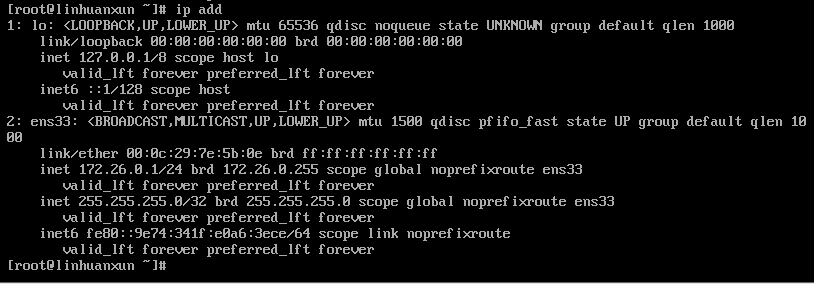 [root@linhuanxun ~]# ip add
1: lo: <LOOPBACK,UP,LOWER_UP> mtu 65536 qdisc noqueue state UNKNOWN group default qlen 1000
    link/loopback 00:00:00:00:00:00 brd 00:00:00:00:00:00
    inet 127.0.0.1/8 scope host lo
       valid_lft forever preferred_lft forever
    inet6 ::1/128 scope host
       valid_lft forever preferred_lft forever
2: ens33: <BROADCAST,MULTICAST,UP,LOWER_UP> mtu 1500 qdisc pfifo_fast state UP group default qlen 10
00
    link/ether 00:0c:29:7e:5b:0e brd ff:ff:ff:ff:ff:ff
    inet 172.26.0.1/24 brd 172.26.0.255 scope global noprefixroute ens33
       valid_lft forever preferred_lft forever
    inet 255.255.255.0/32 brd 255.255.255.0 scope global noprefixroute ens33
       valid_lft forever preferred_lft forever
    inet6 fe80::9e74:341f:e0a6:3ece/64 scope link noprefixroute
       valid_lft forever preferred_lft forever
[root@linhuanxun ~]#